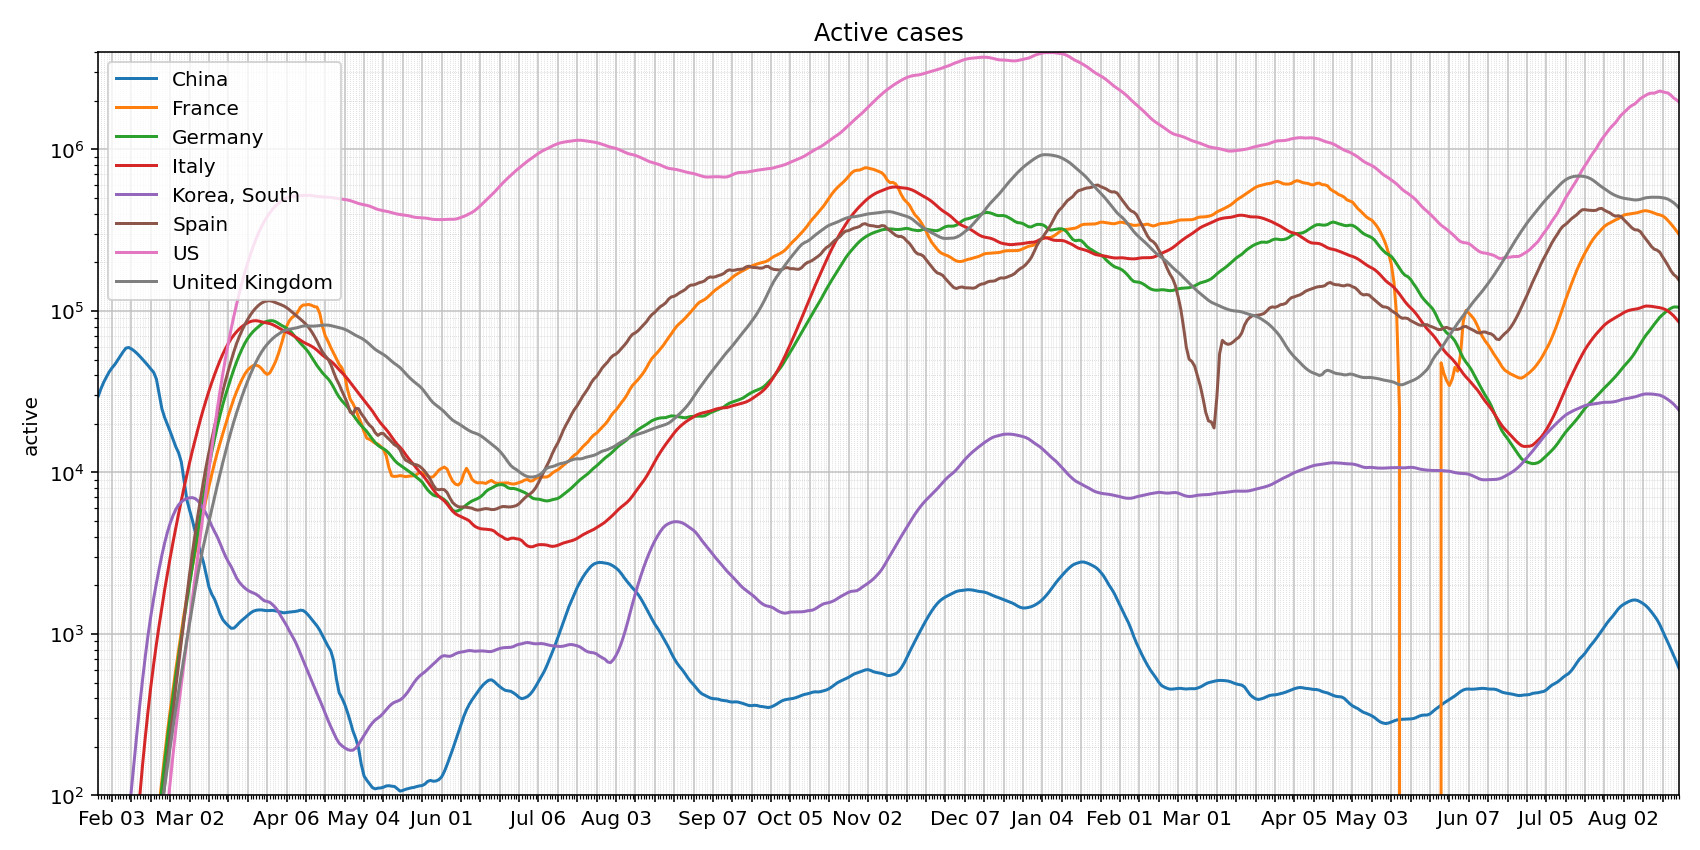 Active cases
active
China
France
Germany
Italy
Korea, South
Spain
US
United Kingdom
10^6
10^5
10^4
10^3
10^2
Feb 03 Mar 02 Apr 06 May 04 Jun 01 Jul 06 Aug 03 Sep 07 Oct 05 Nov 02 Dec 07 Jan 04 Feb 01 Mar 01 Apr 05 May 03 Jun 07 Jul 05 Aug 02